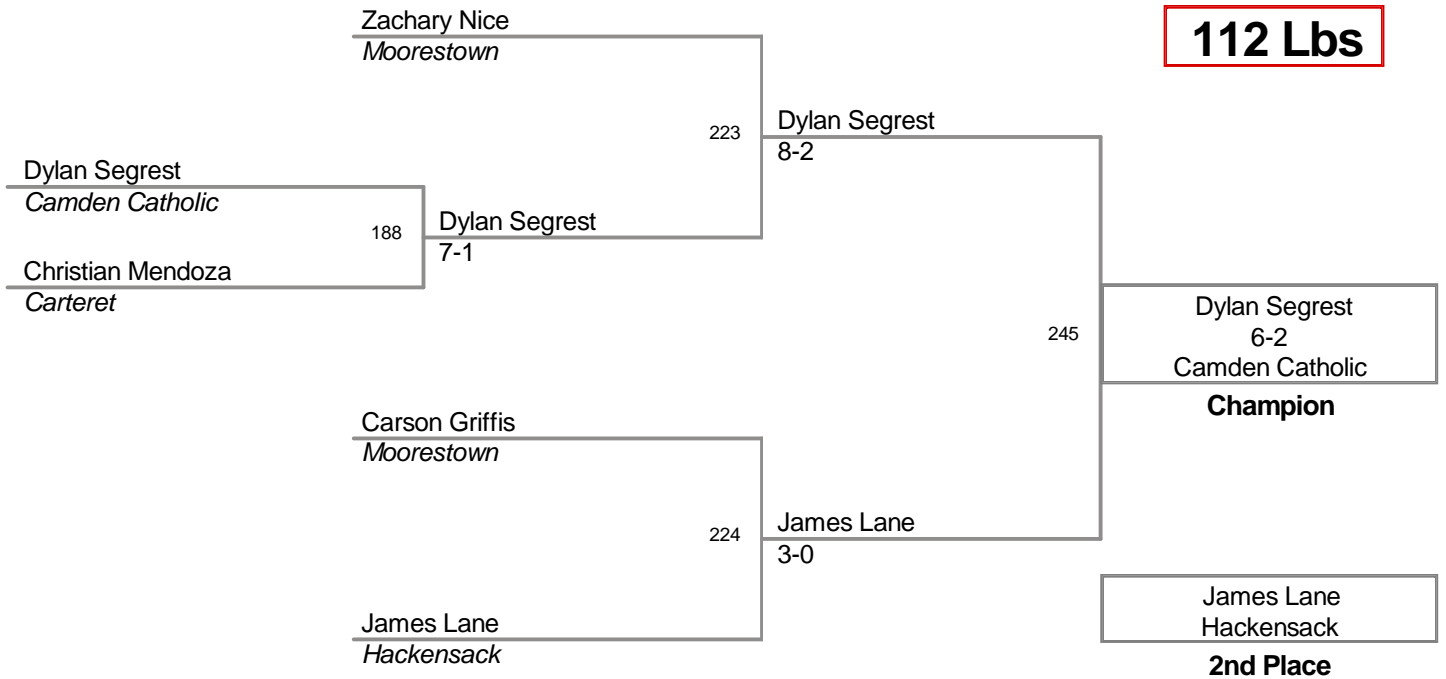 Zachary Nice
Moorestown
112 Lbs
223
Dylan Segrest
8-2
Dylan Segrest
Camden Catholic
188
Dylan Segrest
7-1
Christian Mendoza
Carteret
245
Dylan Segrest
6-2
Camden Catholic
Champion
Carson Griffis
Moorestown
224
James Lane
3-0
James Lane
Hackensack
James Lane
Hackensack
2nd Place